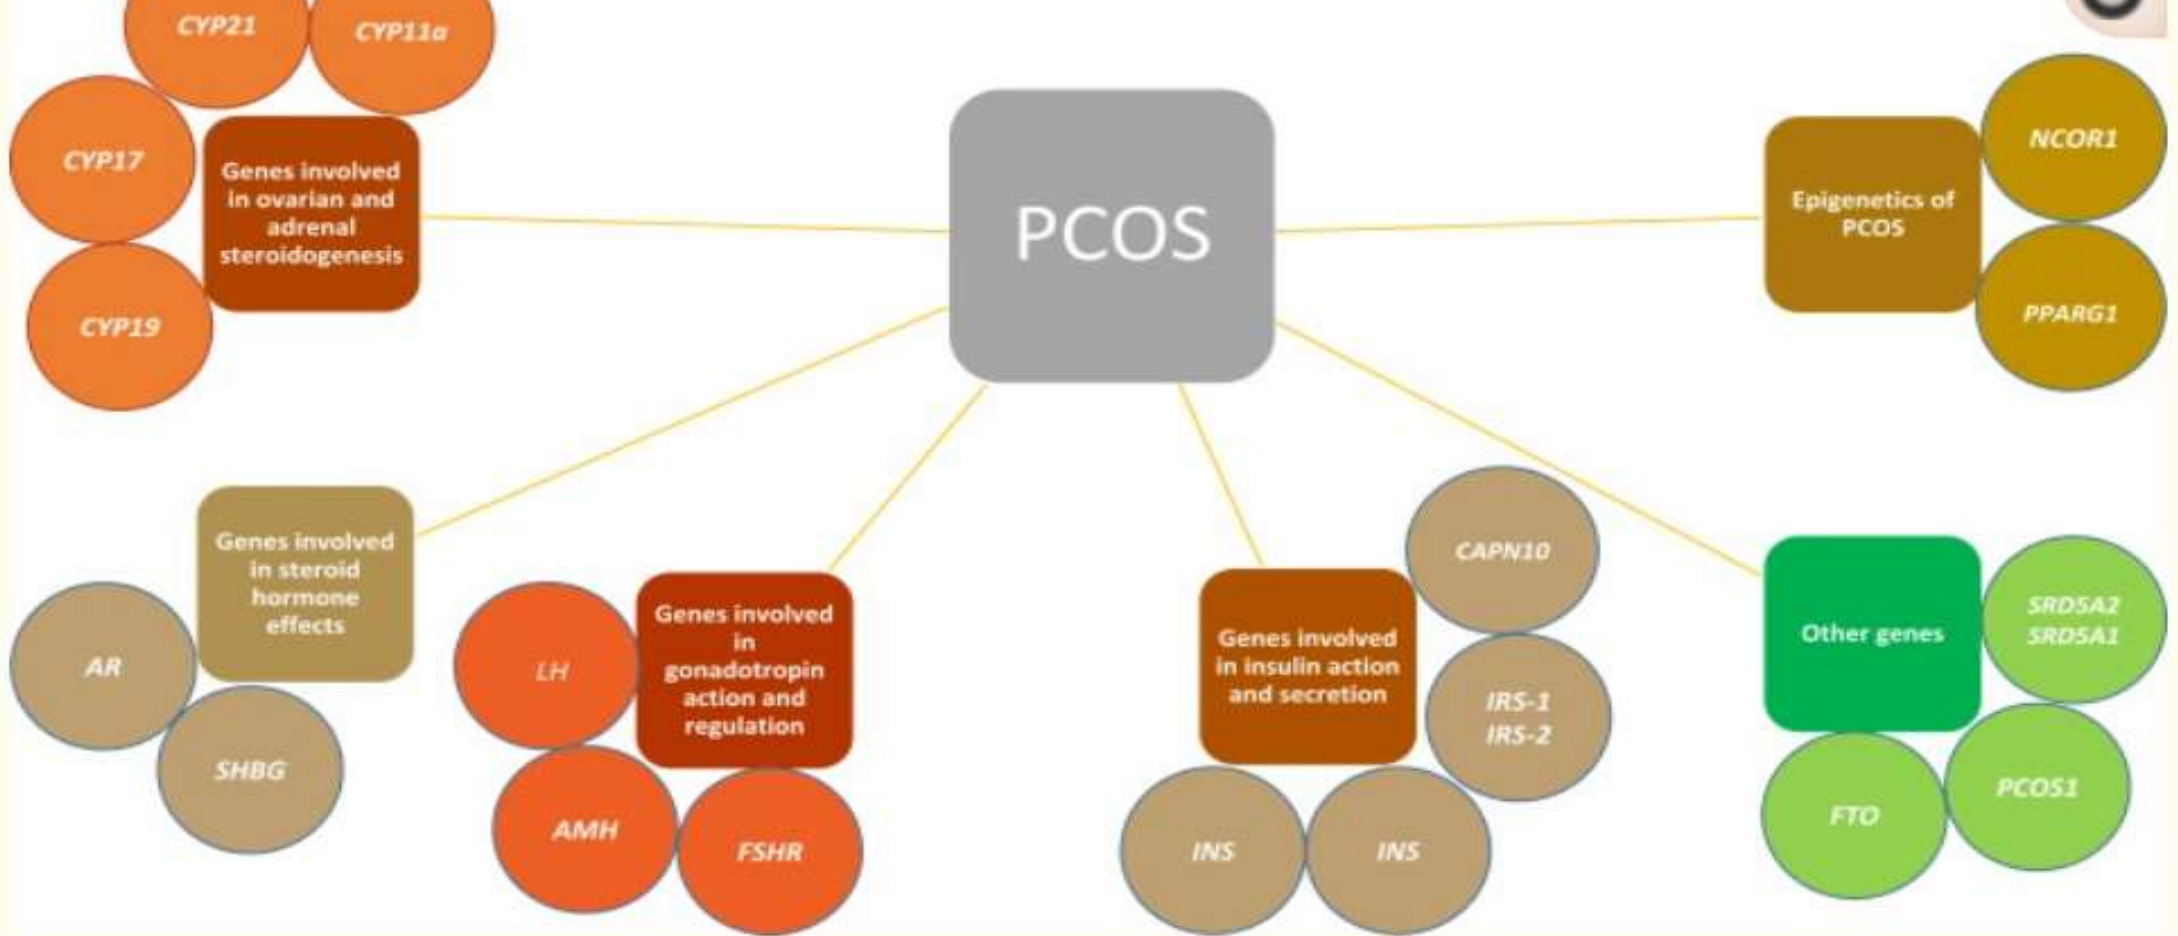 CYP21
CYP11a
CYP17
CYP19
Genes involved
in ovarian and
adrenal
steroidogenesis
PCOS
Epigenetics of
PCOS
NCOR1
PPARG1
Genes involved
in steroid
hormone
effects
AR
SHBG
Genes involved
in
gonadotropin
action and
regulation
LH
AMH
FSHR
Genes involved
in insulin action
and secretion
CAPN10
IRS-1
IRS-2
INS
INS
Other genes
SRD5A2
SRD5A1
PCOS1
FTO